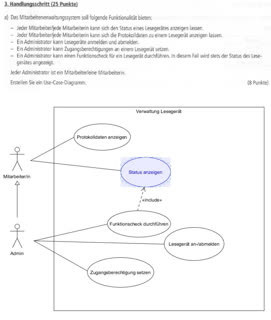 3. Handlungsschritt (25 Punkte)
a) Das Mitarbeiterverwaltungssystem soll folgende Funktionalität bieten:
– Jeder Mitarbeiter/jede Mitarbeiterin kann sich den Status eines Lesegerätes anzeigen lassen.
– Jeder Mitarbeiter/jede Mitarbeiterin kann sich die Protokolldaten zu einem Lesegerät anzeigen lassen.
– Ein Administrator kann Lesegeräte anmelden und abmelden.
– Ein Administrator kann Zugangsberechtigungen an einem Lesegerät setzen.
– Ein Administrator kann einen Funktionscheck für ein Lesegerät durchführen. In diesem Fall wird stets der Status des Lese-
gerätes angezeigt.
Jeder Administrator ist ein Mitarbeiter/eine Mitarbeiterin.
Erstellen Sie ein Use-Case-Diagramm.
(8 Punkte)
Verwaltung Lesegerät
Protokolldaten anzeigen
Status anzeigen
MitarbeiterIn
«include»
Funktionscheck durchführen
Admin
Lesegerät an-/abmelden
Zugangsberechtigung setzen